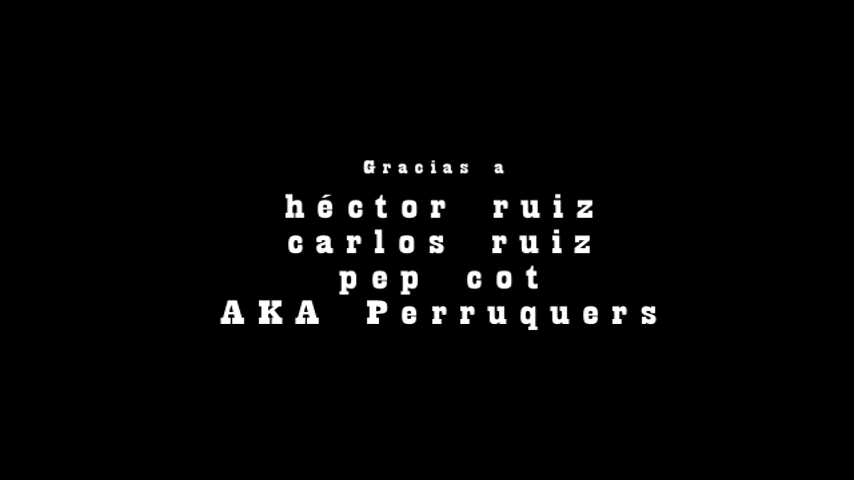 Gracias a
héctor ruiz
carlos ruiz
pep cot
AKA Perruquers